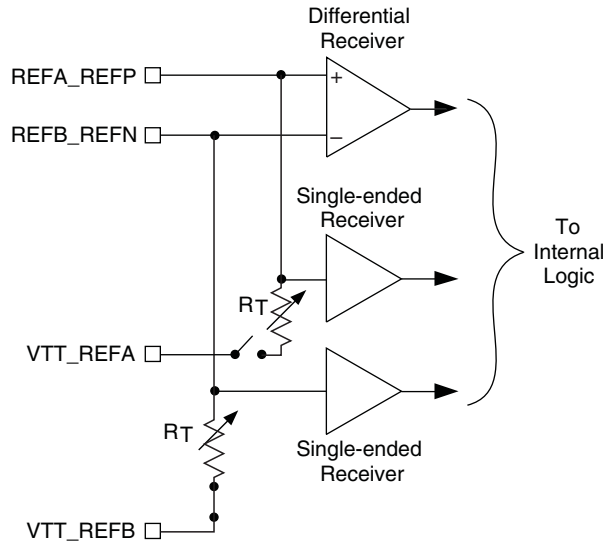 Differential
Receiver
REFA_REFP
+
REFB_REFN
−
Single-ended
Receiver
To
Internal
Logic
RT
VTT_REFA
RT
Single-ended
Receiver
VTT_REFB